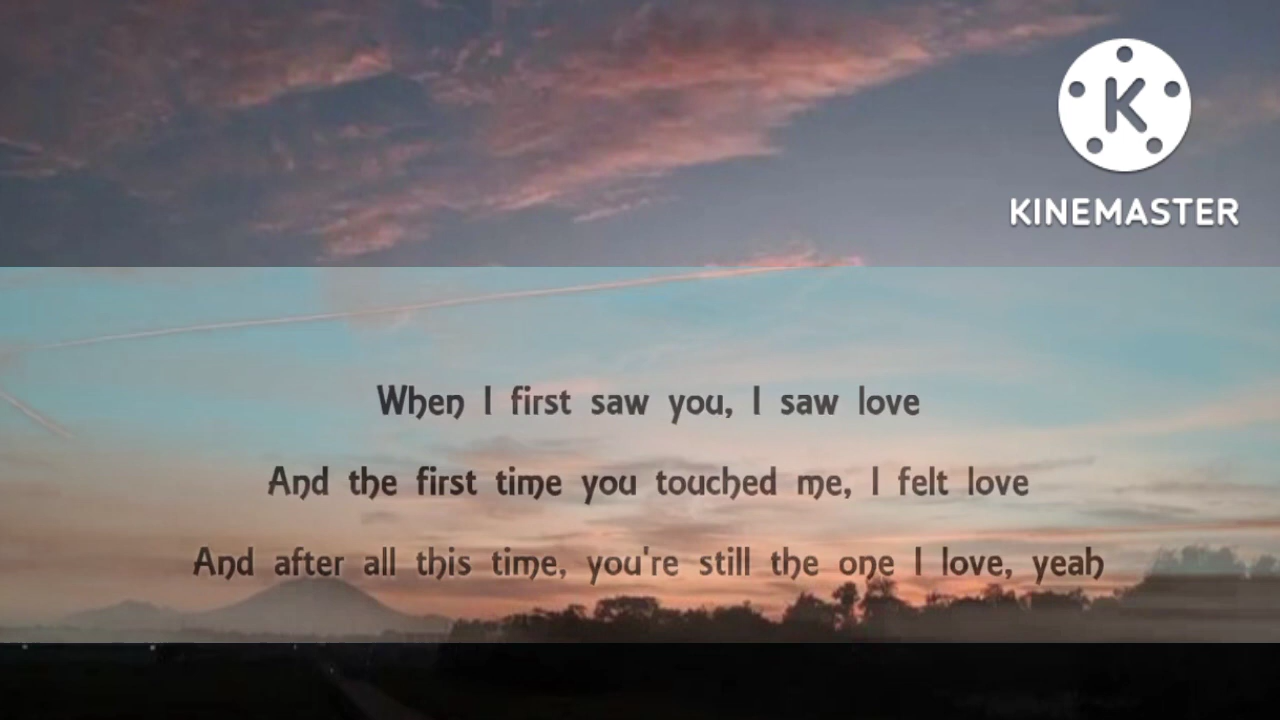 K
KINEMASTER
When I first saw you, I saw love
And the first time you touched me, I felt love
And after all this time, you're still the one I love, yeah